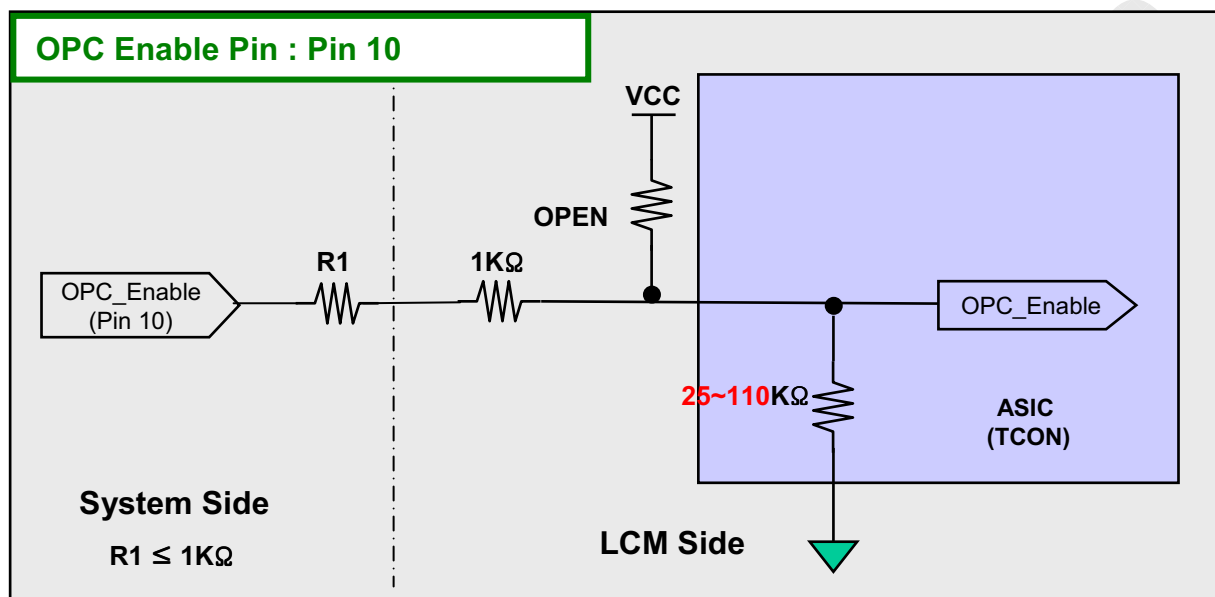 OPC Enable Pin : Pin 10
VCC
OPEN
R1
1KΩ
OPC_Enable
(Pin 10)
OPC_Enable
25~110KΩ
ASIC
(TCON)
System Side
R1 ≤ 1KΩ
LCM Side